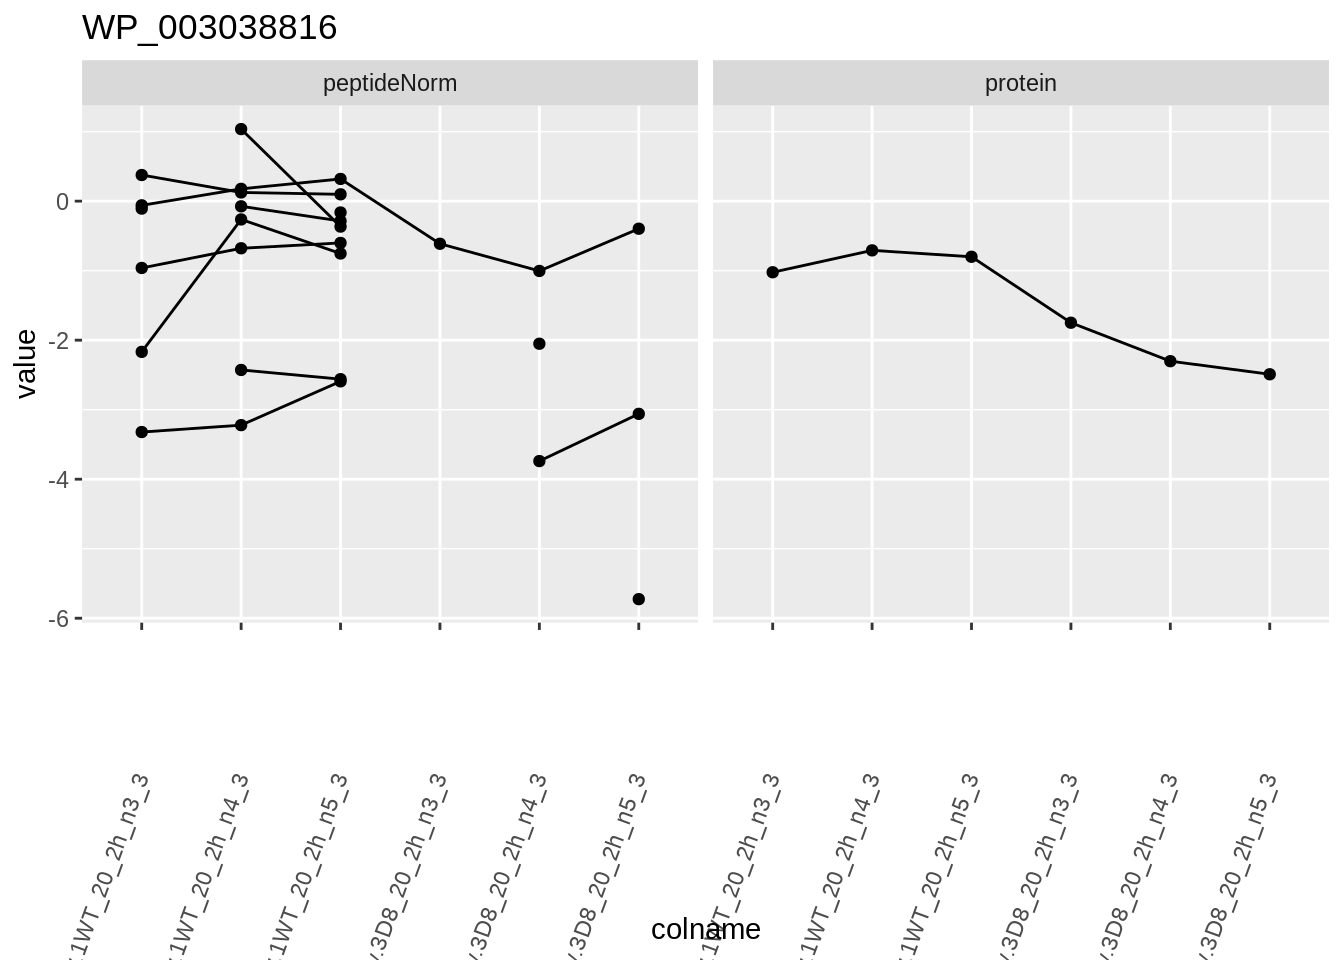 WP_003038816
peptideNorm
protein
value
0
-2
-4
-6
1WT_20_2h_n3_3
1WT_20_2h_n4_3
1WT_20_2h_n5_3
.3D8_20_2h_n3_3
.3D8_20_2h_n4_3
.3D8_20_2h_n5_3
1WT_20_2h_n3_3
1WT_20_2h_n4_3
1WT_20_2h_n5_3
.3D8_20_2h_n3_3
.3D8_20_2h_n4_3
.3D8_20_2h_n5_3
colname